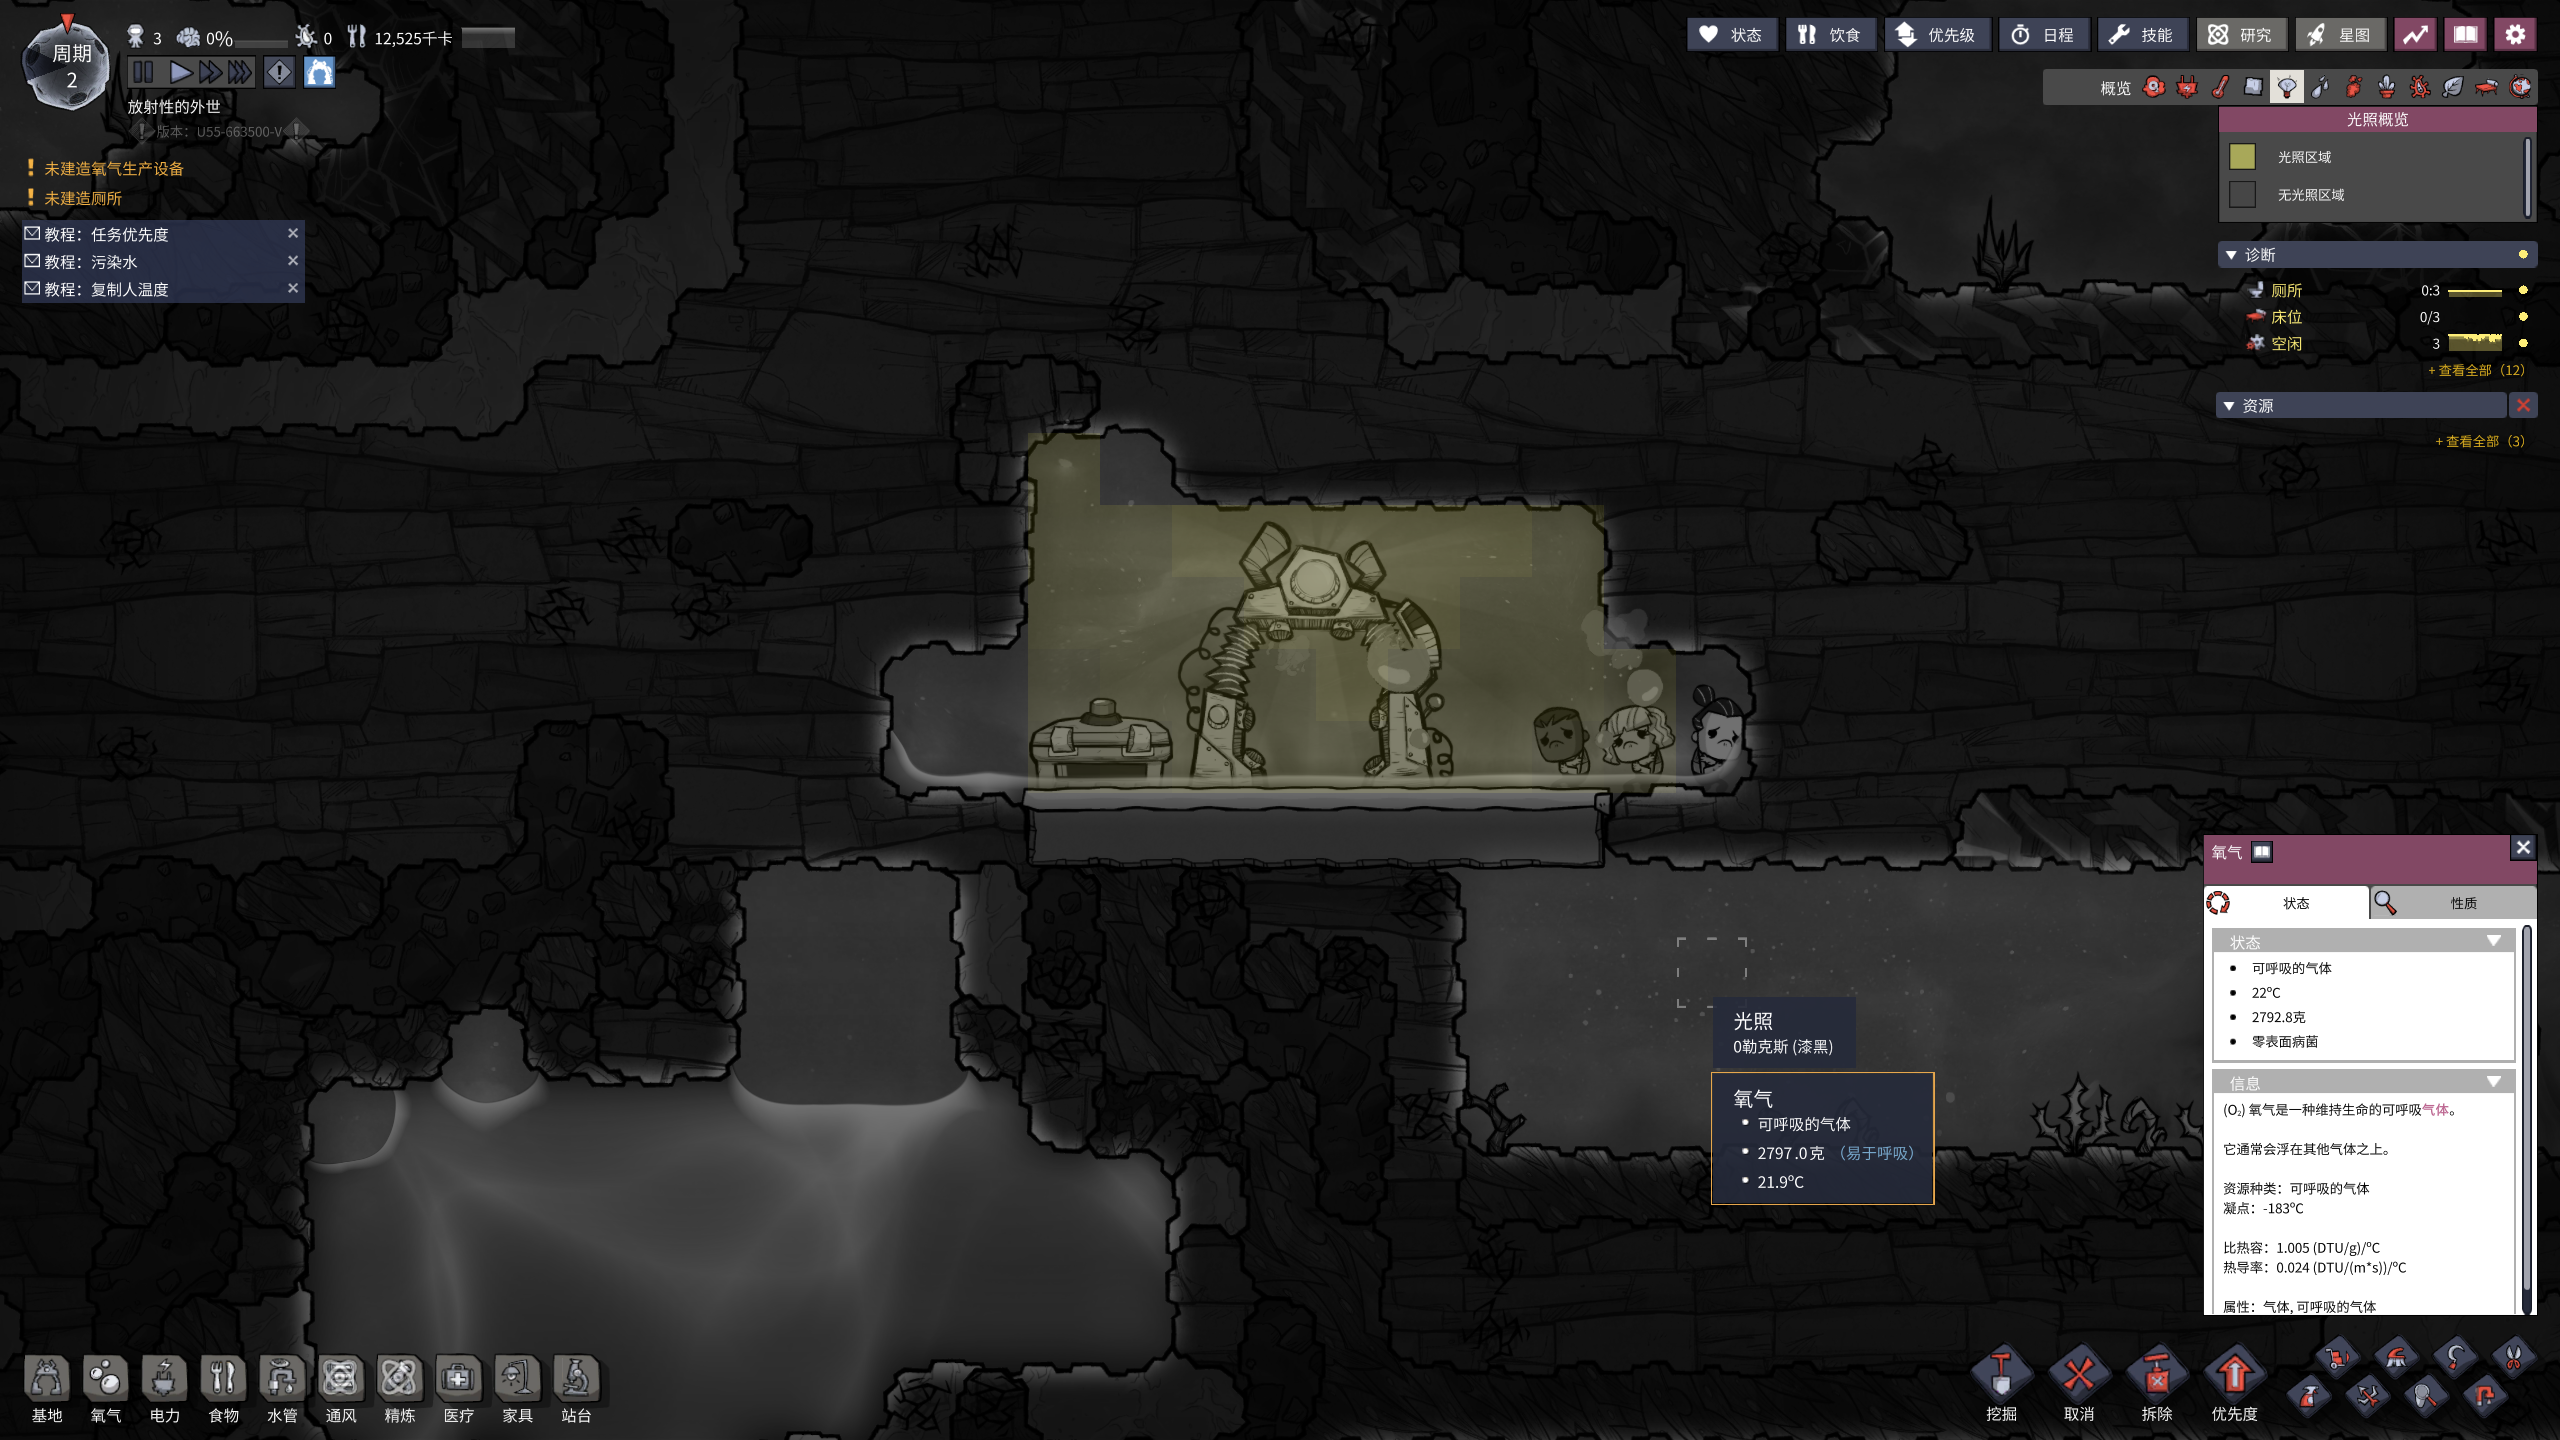 周期
2
3
0%
0
12,525千卡
放射性的外世
版本：U55-663500-V
未建造氧气生产设备
未建造厕所
教程：任务优先度
教程：污染水
教程：复制人温度
状态
饮食
优先级
日程
技能
研究
星图
概览
光照概览
光照区域
无光照区域
诊断
厕所 0:3
床位 0/3
空闲 3
+ 查看全部（12）
资源
+ 查看全部（3）
光照
0勒克斯 (漆黑)
氧气
• 可呼吸的气体
• 2797.0克 （易于呼吸）
• 21.9ºC
氧气
状态
性质
状态
• 可呼吸的气体
• 22ºC
• 2792.8克
• 零表面病菌
信息
(O₂) 氧气是一种维持生命的可呼吸气体。
它通常会浮在其他气体之上。
资源种类：可呼吸的气体
凝点：-183ºC
比热容：1.005 (DTU/g)/ºC
热导率：0.024 (DTU/(m*s))/ºC
属性：气体, 可呼吸的气体
基地
氧气
电力
食物
水管
通风
精炼
医疗
家具
站台
挖掘
取消
拆除
优先度